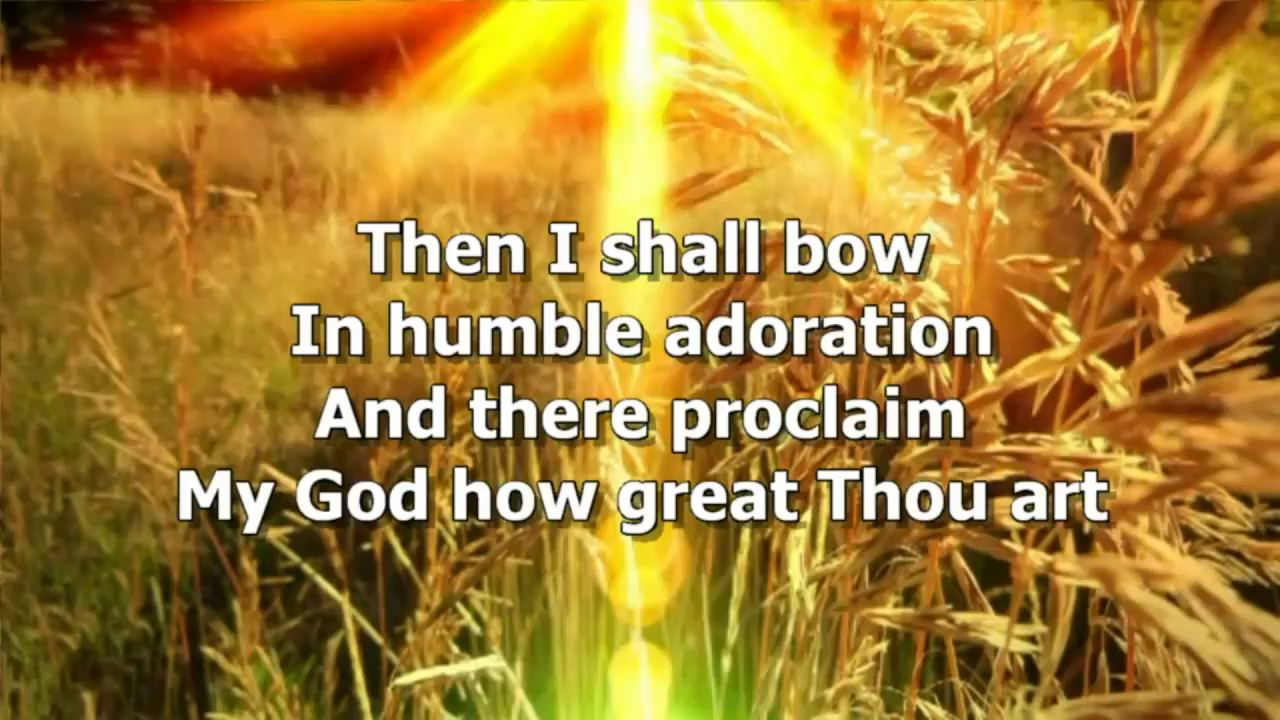 Then I shall bow
In humble adoration
And there proclaim
My God how great Thou art